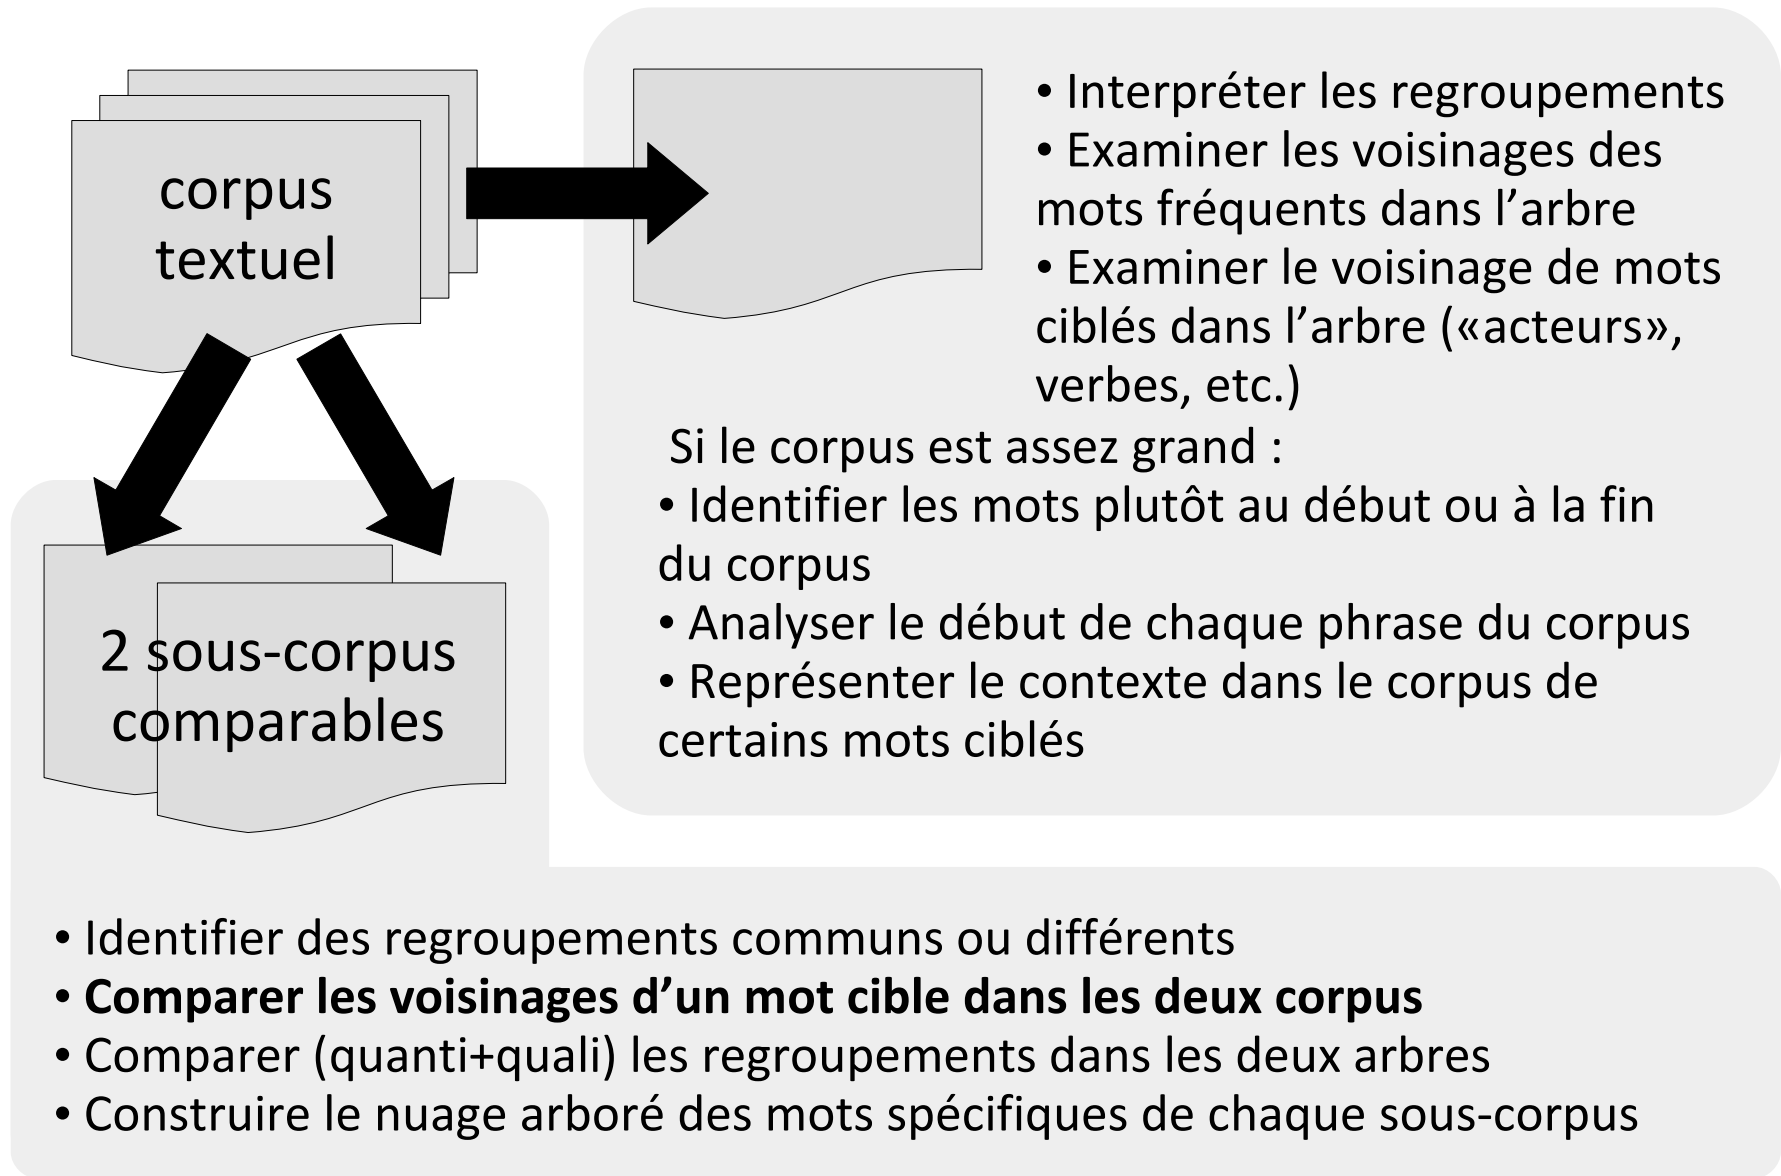 corpus
textuel
• Interpréter les regroupements
• Examiner les voisinages des
mots fréquents dans l’arbre
• Examiner le voisinage de mots
ciblés dans l’arbre («acteurs»,
verbes, etc.)
Si le corpus est assez grand :
• Identifier les mots plutôt au début ou à la fin
du corpus
• Analyser le début de chaque phrase du corpus
• Représenter le contexte dans le corpus de
certains mots ciblés
2 sous-corpus
comparables
• Identifier des regroupements communs ou différents
• Comparer les voisinages d’un mot cible dans les deux corpus
• Comparer (quanti+quali) les regroupements dans les deux arbres
• Construire le nuage arboré des mots spécifiques de chaque sous-corpus